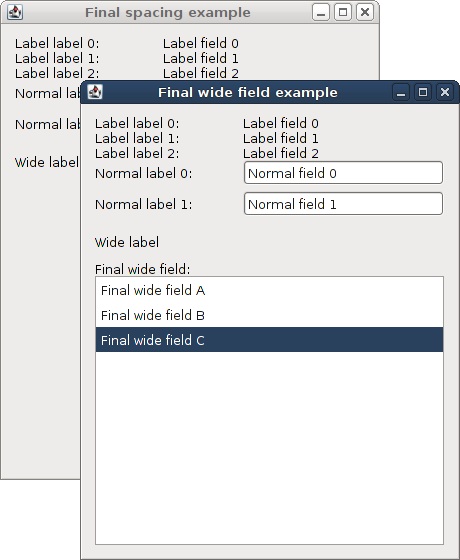 Final spacing example
Label label 0: Label field 0
Label label 1: Label field 1
Label label 2: Label field 2
Normal
Normal
Wide label
Final wide field example
Label label 0: Label field 0
Label label 1: Label field 1
Label label 2: Label field 2
Normal label 0: Normal field 0
Normal label 1: Normal field 1
Wide label
Final wide field:
Final wide field A
Final wide field B
Final wide field C